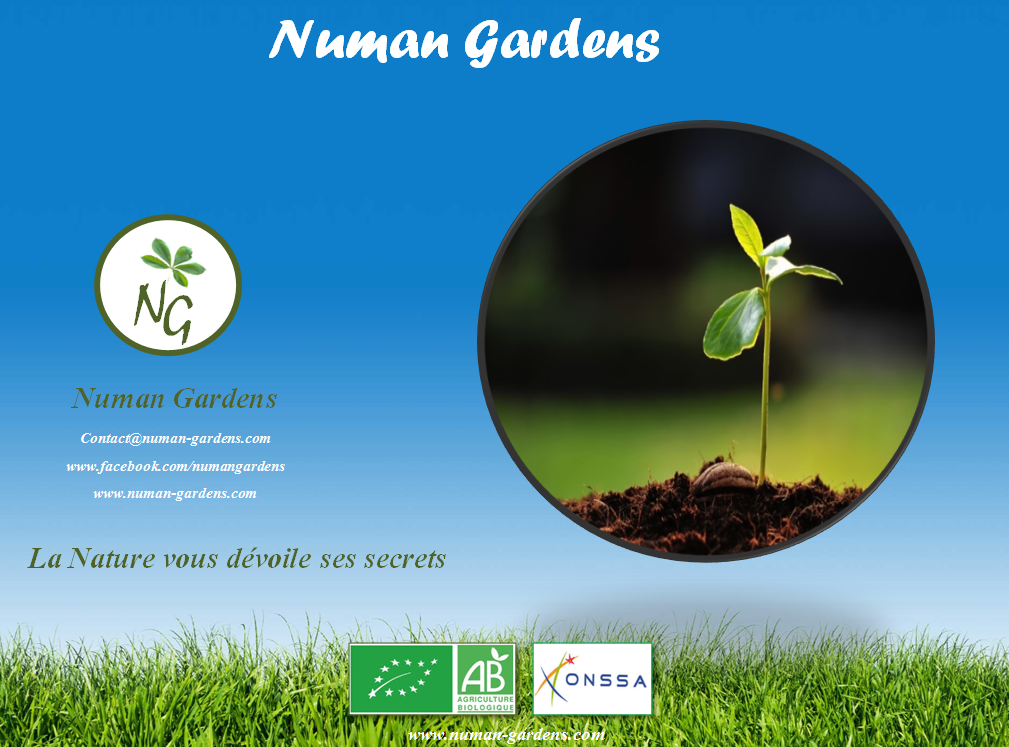 Numan Gardens
NG
Numan Gardens
Contact@numan-gardens.com
www.facebook.com/numangardens
www.numan-gardens.com
La Nature vous dévoile ses secrets
AB
AGRICULTURE
BIOLOGIQUE
ONSSA
www.numan-gardens.com